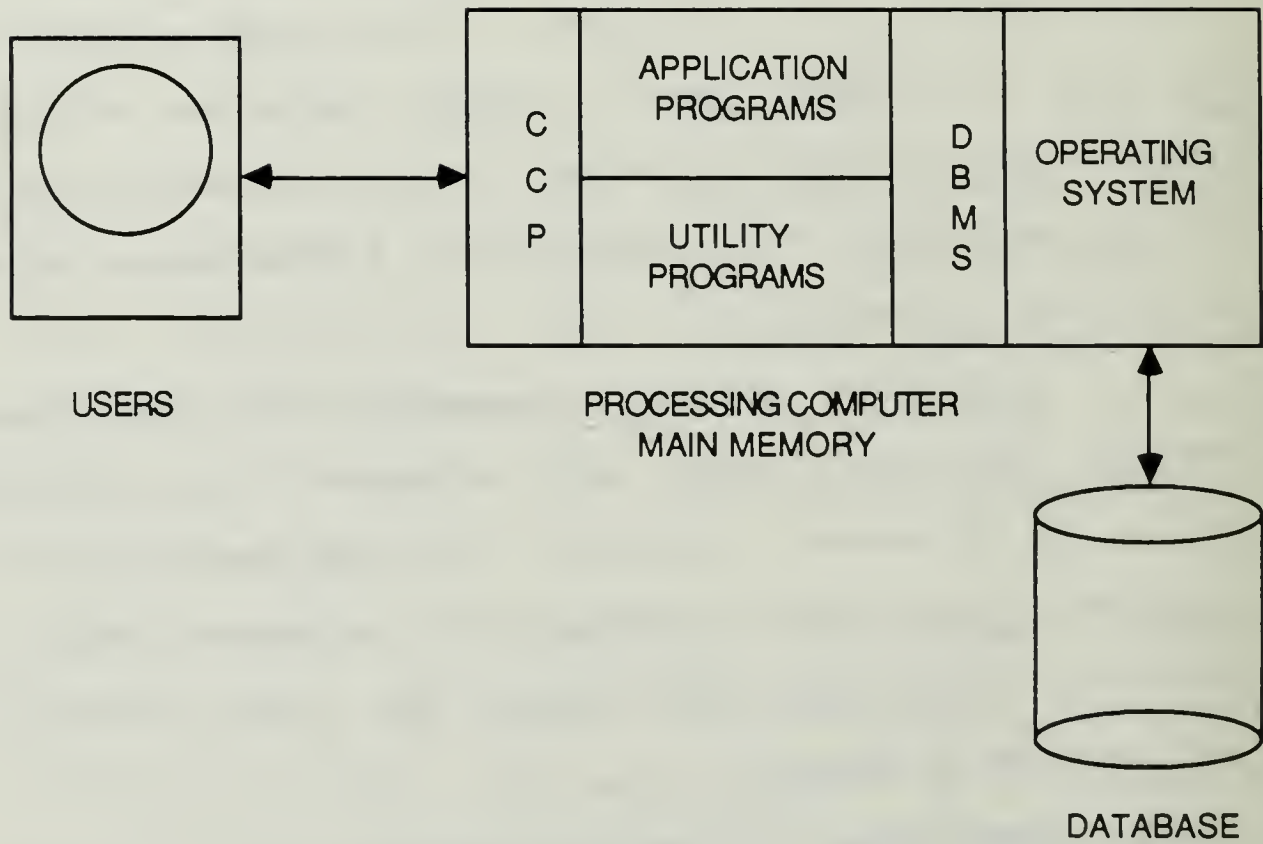 C
C
P
APPLICATION
PROGRAMS
UTILITY
PROGRAMS
D
B
M
S
OPERATING
SYSTEM
USERS
PROCESSING COMPUTER
MAIN MEMORY
DATABASE